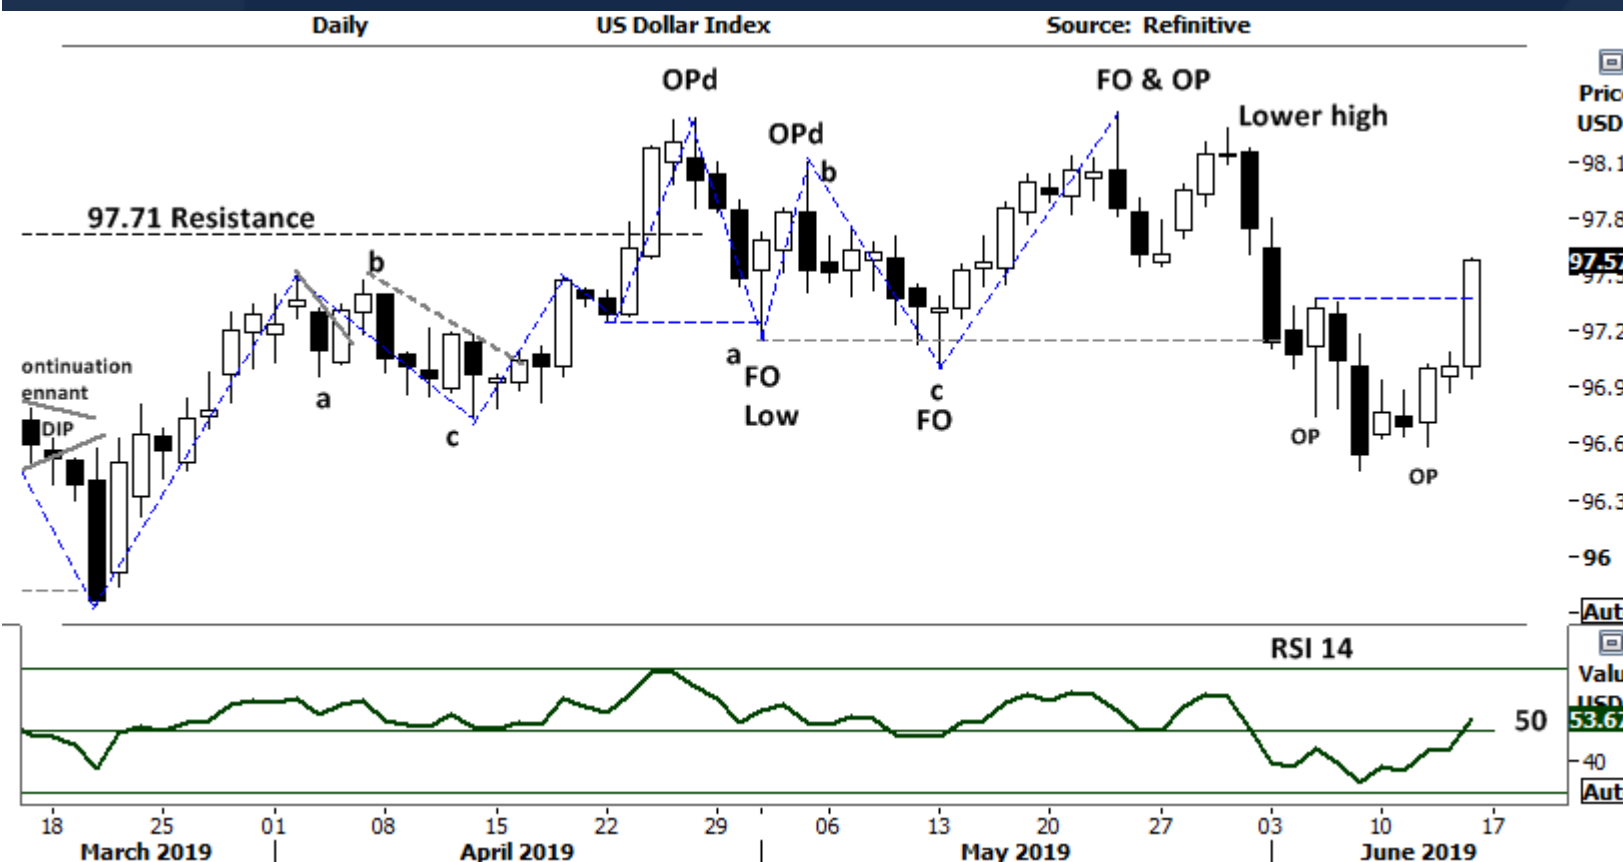 Daily US Dollar Index Source: Refinitive
OPd
FO & OP
Pric
USD
Lower high
OPd
b
98.1
97.71 Resistance
97.8
b
97.57
97.2
a
FO
Low
ontinuation
ennant
a
c
FO
96.9
DIP
c
OP
96.6
OP
96.3
96
Aut
RSI 14
Valu
USD
50
53.67
40
Aut
18 25 01 08 15 22 29 06 13 20 27 03 10 17
March 2019 April 2019 May 2019 June 2019